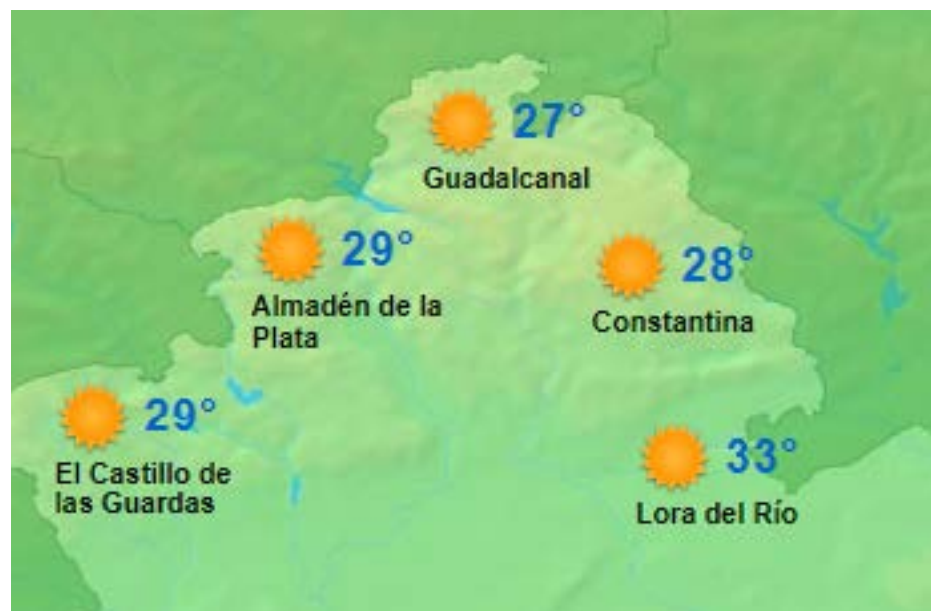 27°
Guadalcanal
29°
Almadén de la
Plata
28°
Constantina
29°
El Castillo de
las Guardas
33°
Lora del Río